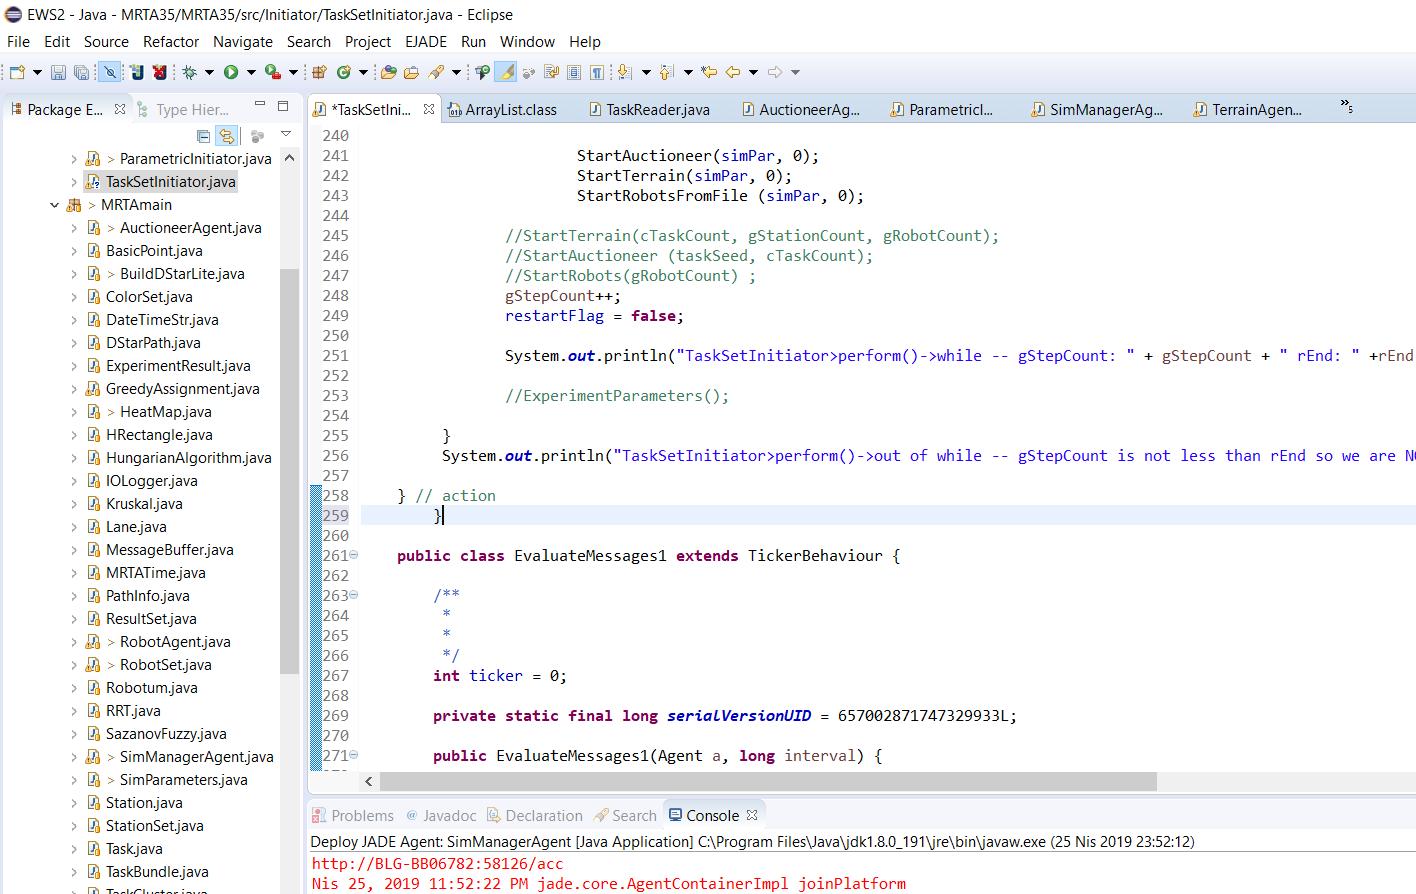 EWS2 - Java - MRTA35/MRTA35/src/Initiator/TaskSetInitiator.java - Eclipse
File Edit Source Refactor Navigate Search Project EJADE Run Window Help
Package E... Type Hier...
*TaskSetIni... ArrayList.class TaskReader.java AuctioneerAg... ParametricI... SimManagerAg... TerrainAgen... »5
> ParametricInitiator.java
TaskSetInitiator.java
> MRTAmain
> AuctioneerAgent.java
BasicPoint.java
> BuildDStarLite.java
ColorSet.java
DateTimeStr.java
DStarPath.java
ExperimentResult.java
GreedyAssignment.java
> HeatMap.java
HRectangle.java
HungarianAlgorithm.java
IOLogger.java
Kruskal.java
Lane.java
MessageBuffer.java
MRTATime.java
PathInfo.java
ResultSet.java
> RobotAgent.java
> RobotSet.java
Robotum.java
RRT.java
SazanovFuzzy.java
> SimManagerAgent.java
> SimParameters.java
Station.java
StationSet.java
Task.java
TaskBundle.java
TaskCluster.java
240
241 StartAuctioneer(simPar, 0);
242 StartTerrain(simPar, 0);
243 StartRobotsFromFile (simPar, 0);
244
245 //StartTerrain(cTaskCount, gStationCount, gRobotCount);
246 //StartAuctioneer (taskSeed, cTaskCount);
247 //StartRobots(gRobotCount) ;
248 gStepCount++;
249 restartFlag = false;
250
251 System.out.println("TaskSetInitiator>perform()->while -- gStepCount: " + gStepCount + " rEnd: " +rEnd
252
253 //ExperimentParameters();
254
255 }
256 System.out.println("TaskSetInitiator>perform()->out of while -- gStepCount is not less than rEnd so we are NO
257
258 } // action
259 }
260
261 public class EvaluateMessages1 extends TickerBehaviour {
262
263 /**
264 *
265 *
266 */
267 int ticker = 0;
268
269 private static final long serialVersionUID = 657002871747329933L;
270
271 public EvaluateMessages1(Agent a, long interval) {
Problems @ Javadoc Declaration Search Console
Deploy JADE Agent: SimManagerAgent [Java Application] C:\Program Files\Java\jdk1.8.0_191\jre\bin\javaw.exe (25 Nis 2019 23:52:12)
http://BLG-BB06782:58126/acc
Nis 25, 2019 11:52:22 PM jade.core.AgentContainerImpl joinPlatform